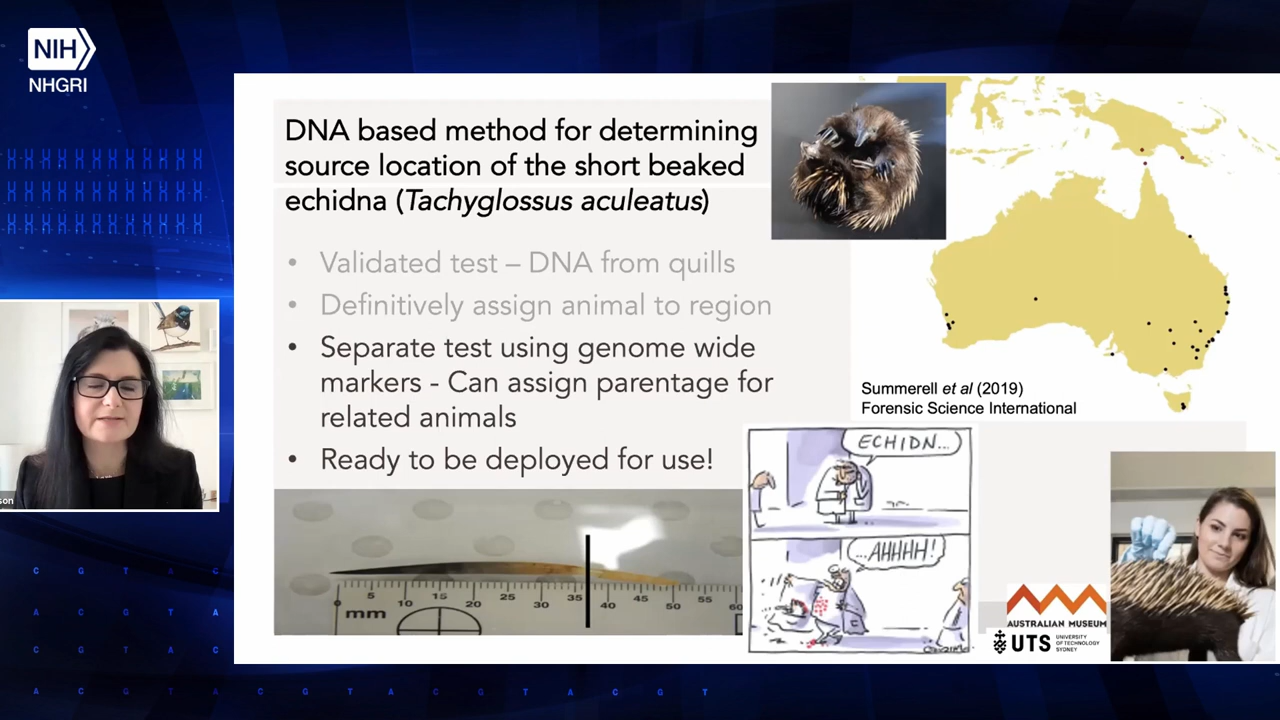 NIH
NHGRI
DNA based method for determining
source location of the short beaked
echidna (Tachyglossus aculeatus)
• Validated test – DNA from quills
• Definitively assign animal to region
• Separate test using genome wide
markers - Can assign parentage for
related animals
• Ready to be deployed for use!
Summerell et al (2019)
Forensic Science International
ECHIDN...
...AHHHH!
mm
5 10 15 20 25 30 35 40 45 50 55 60
AUSTRALIAN MUSEUM
UTS
UNIVERSITY
OF TECHNOLOGY
SYDNEY
son
C G T A C
A C G T A
C G T A C
A C G T A C G T A C G T A C G T